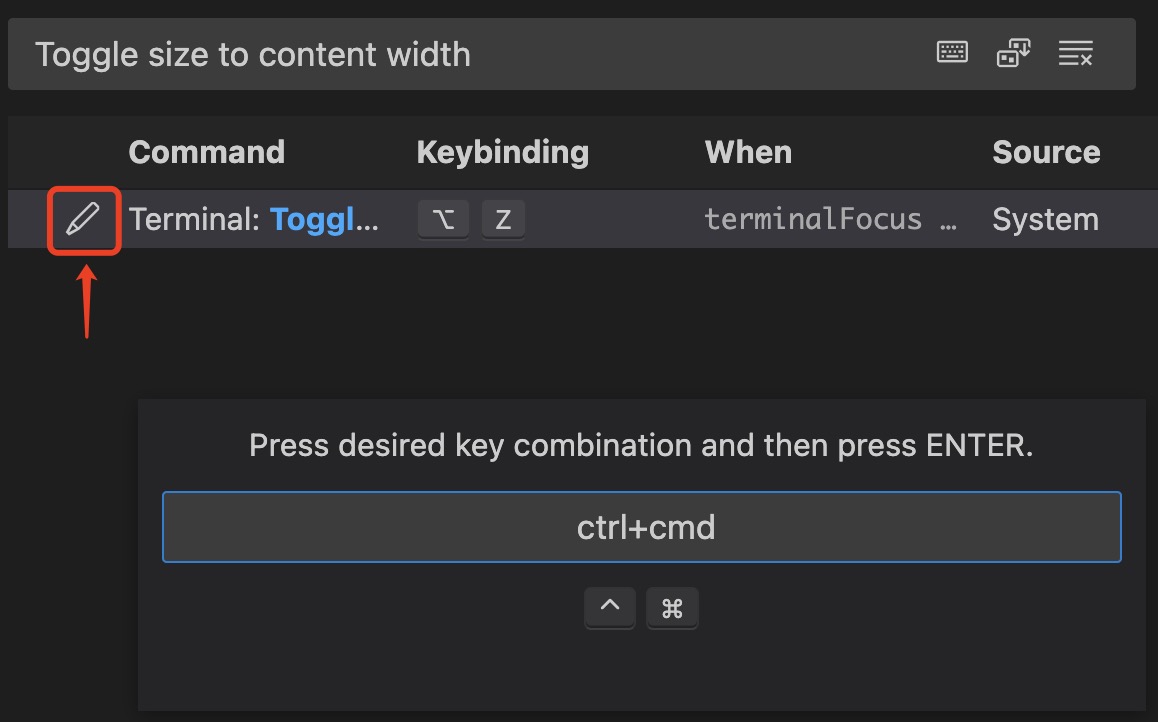 Toggle size to content width
Command Keybinding When Source
Terminal: Toggl... ⌥ Z terminalFocus ... System
Press desired key combination and then press ENTER.
ctrl+cmd
^ ⌘